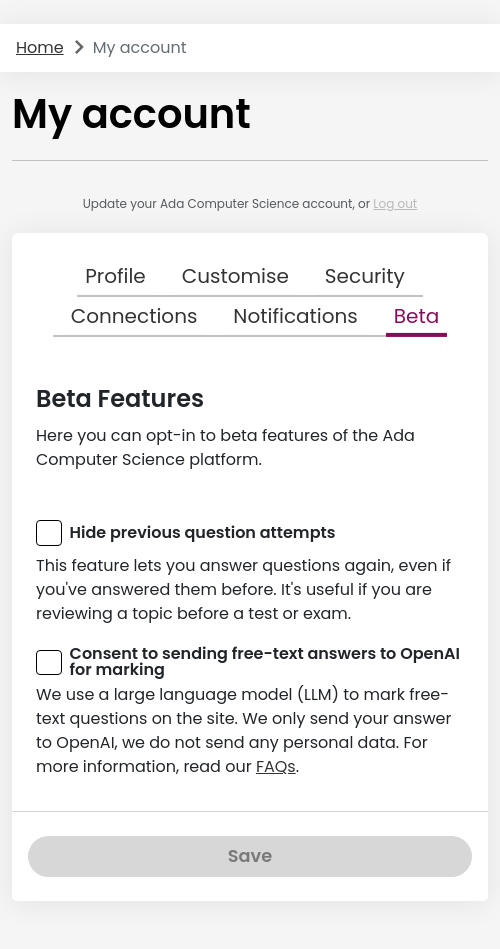 Home My account
My account
Update your Ada Computer Science account, or Log out
Profile Customise Security
Connections Notifications Beta
Beta Features
Here you can opt-in to beta features of the Ada
Computer Science platform.
Hide previous question attempts
This feature lets you answer questions again, even if
you've answered them before. It's useful if you are
reviewing a topic before a test or exam.
Consent to sending free-text answers to OpenAI
for marking
We use a large language model (LLM) to mark free-
text questions on the site. We only send your answer
to OpenAI, we do not send any personal data. For
more information, read our FAQs.
Save